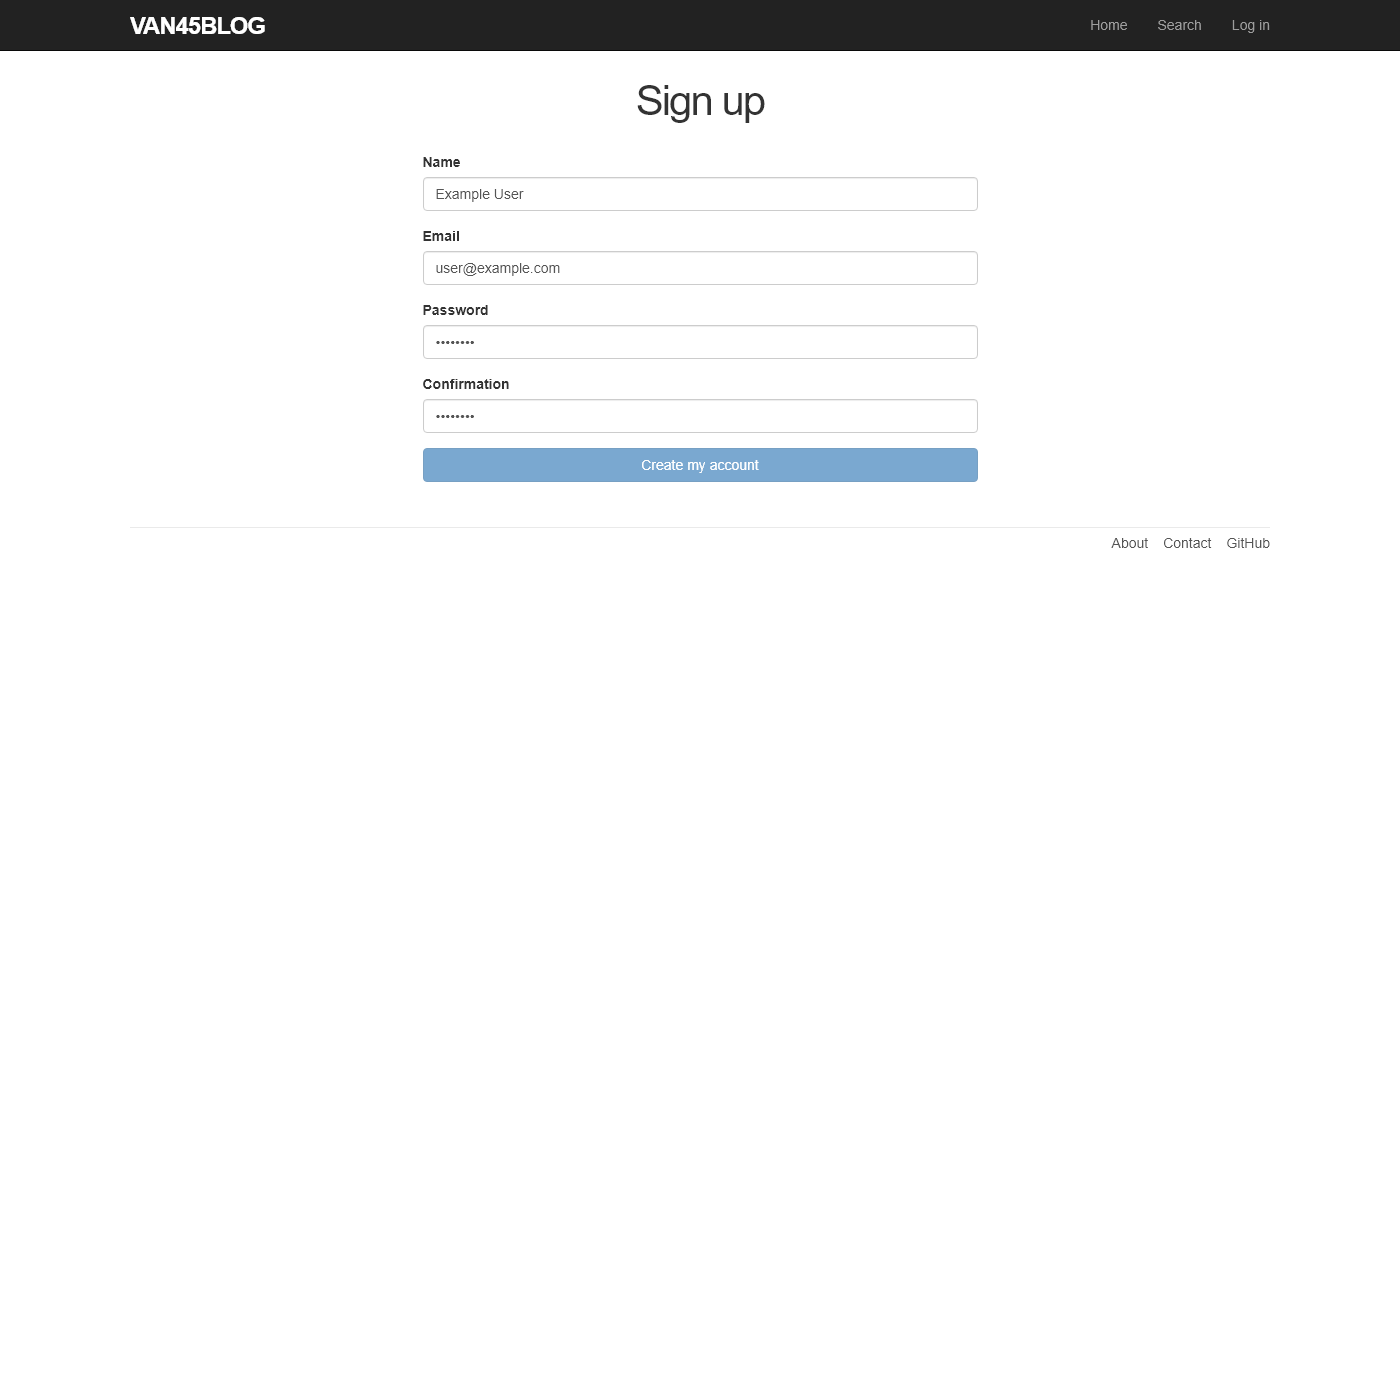 VAN45BLOG Home Search Log in
Sign up
Name
Example User
Email
user@example.com
Password
••••••••
Confirmation
••••••••
Create my account
About Contact GitHub